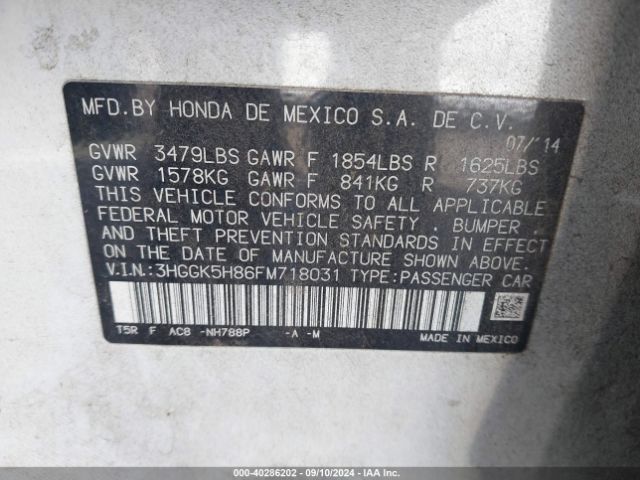 MFD.BY HONDA DE MEXICO S.A. DE C.V.
07/'14
GVWR 3479LBS GAWR F 1854LBS R 1625LBS
GVWR 1578KG GAWR F 841KG R 737KG
THIS VEHICLE CONFORMS TO ALL APPLICABLE
FEDERAL MOTOR VEHICLE SAFETY , BUMPER ,
AND THEFT PREVENTION STANDARDS IN EFFECT
ON THE DATE OF MANUFACTURE SHOWN ABOVE.
V.I.N.:3HGGK5H86FM718031 TYPE:PASSENGER CAR
T5R F AC8 -NH788P -A -M
MADE IN MEXICO
000-40286202 - 09/10/2024 - IAA Inc.